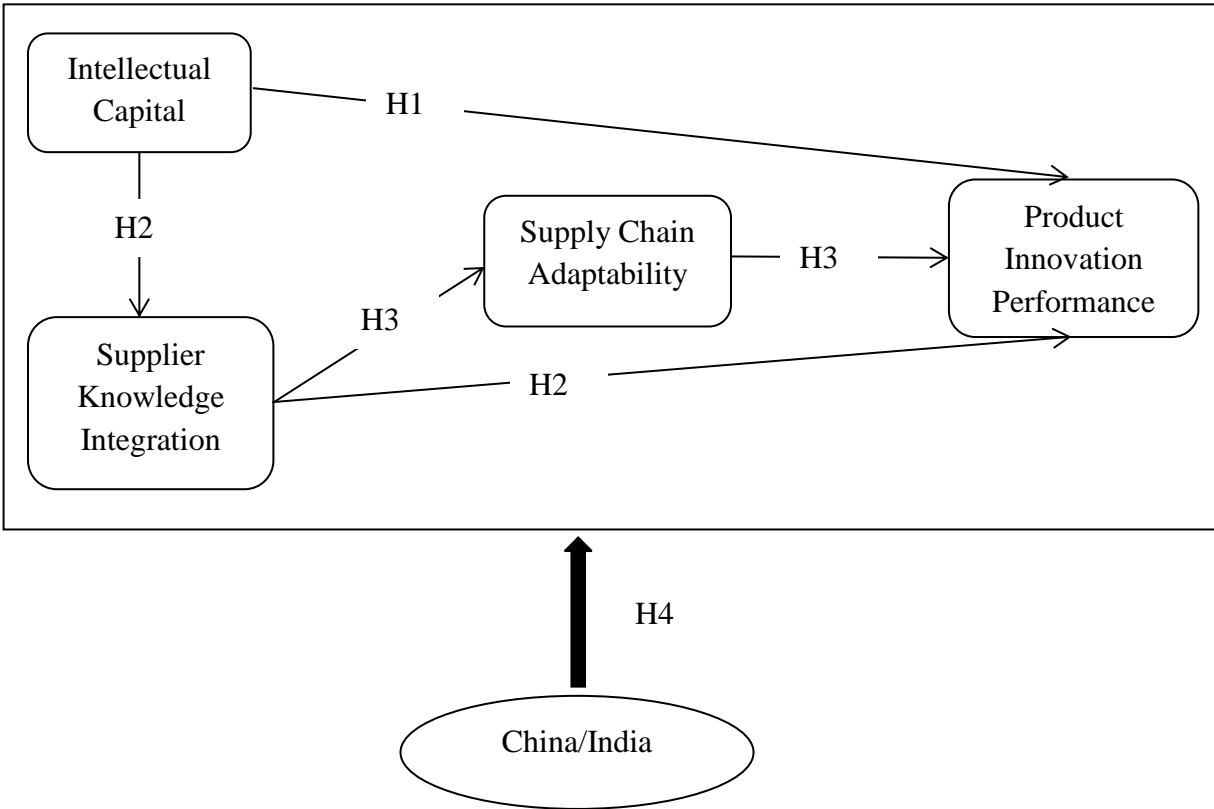 Intellectual
Capital
H1
H2
Supply Chain
Adaptability
H3
Product
Innovation
Performance
H3
Supplier
Knowledge
Integration
H2
H4
China/India